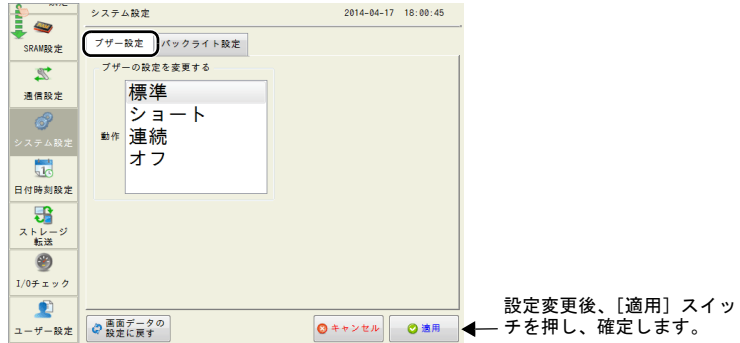 システム設定
2014-04-17 18:00:45
SRAM設定
通信設定
システム設定
日付時刻設定
ストレージ
転送
I/Oチェック
ユーザー設定
ブザー設定
バックライト設定
ブザーの設定を変更する
動作
標準
ショート
連続
オフ
画面データの
設定に戻す
キャンセル
適用
設定変更後、［適用］スイッ
チを押し、確定します。